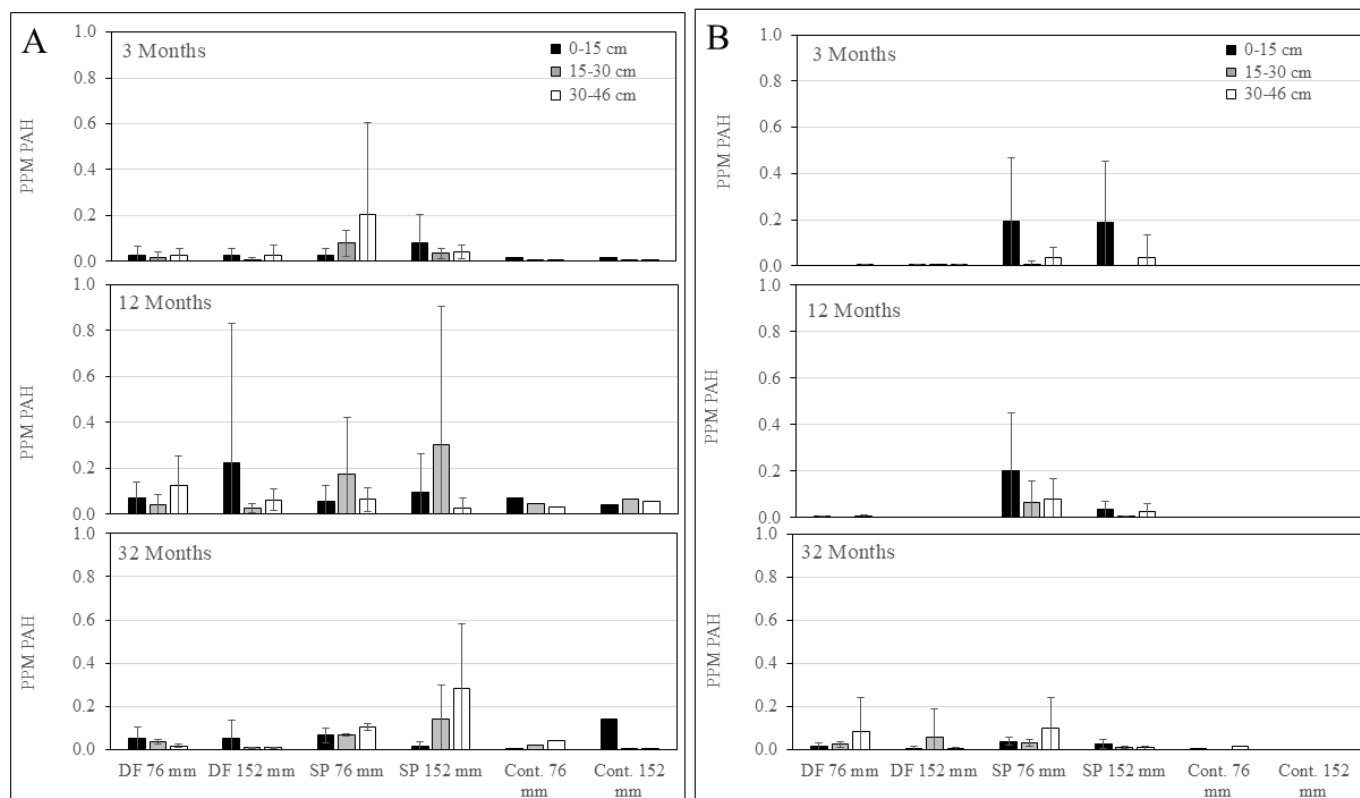 A
3 Months
0-15 cm
15-30 cm
30-46 cm
PPM PAH
1.0
0.8
0.6
0.4
0.2
0.0
12 Months
PPM PAH
1.0
0.8
0.6
0.4
0.2
0.0
32 Months
PPM PAH
1.0
0.8
0.6
0.4
0.2
0.0
DF 76 mm
DF 152 mm
SP 76 mm
SP 152 mm
Cont. 76
mm
Cont. 152
mm
B
3 Months
0-15 cm
15-30 cm
30-46 cm
PPM PAH
1.0
0.8
0.6
0.4
0.2
0.0
12 Months
PPM PAH
1.0
0.8
0.6
0.4
0.2
0.0
32 Months
PPM PAH
1.0
0.8
0.6
0.4
0.2
0.0
DF 76 mm
DF 152 mm
SP 76 mm
SP 152 mm
Cont. 76
mm
Cont. 152
mm